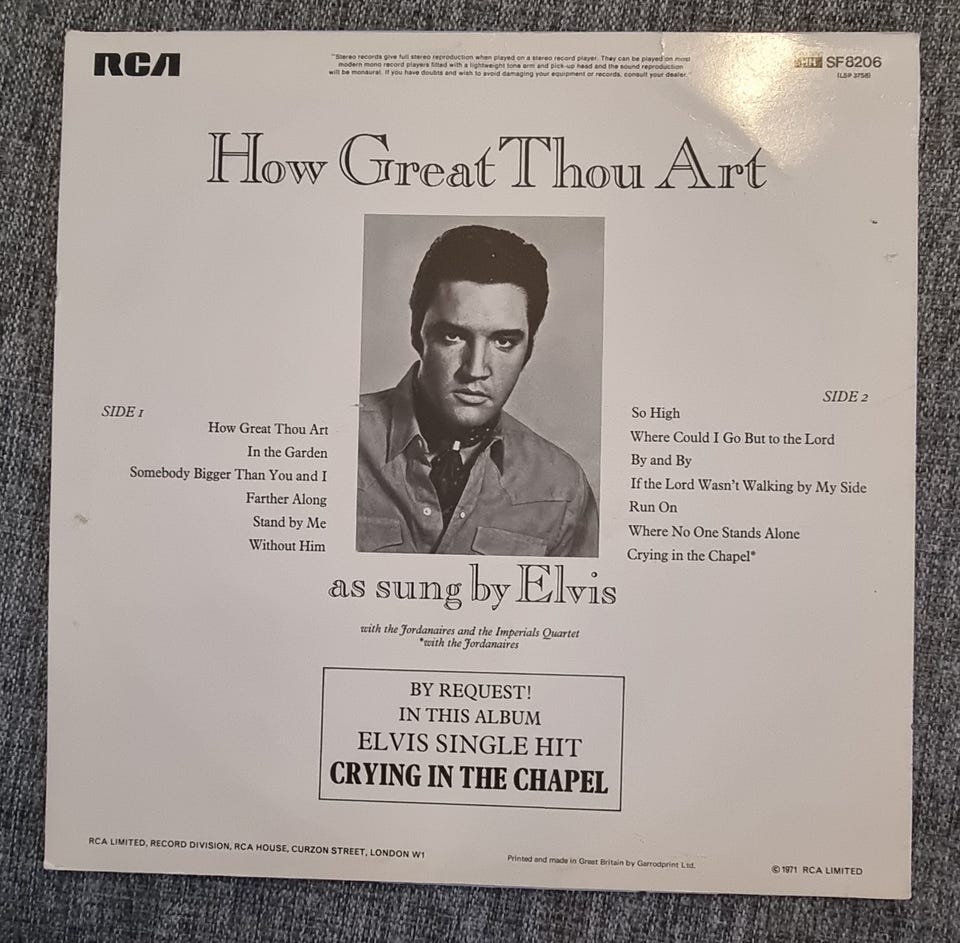 RCA
"Stereo records give full stereo reproduction when played on a stereo record player. They can be played on most
modern mono record players fitted with a lightweight tone arm and pick-up head and the sound reproduction
will be monaural. If you have doubts and wish to avoid damaging your equipment or records, consult your dealer."
SF8206
(LSP 3758)
How Great Thou Art
SIDE 1
How Great Thou Art
In the Garden
Somebody Bigger Than You and I
Farther Along
Stand by Me
Without Him
SIDE 2
So High
Where Could I Go But to the Lord
By and By
If the Lord Wasn't Walking by My Side
Run On
Where No One Stands Alone
Crying in the Chapel*
as sung by Elvis
with the Jordanaires and the Imperials Quartet
*with the Jordanaires
BY REQUEST!
IN THIS ALBUM
ELVIS SINGLE HIT
CRYING IN THE CHAPEL
RCA LIMITED, RECORD DIVISION, RCA HOUSE, CURZON STREET, LONDON W1
Printed and made in Great Britain by Garrodprint Ltd.
© 1971 RCA LIMITED